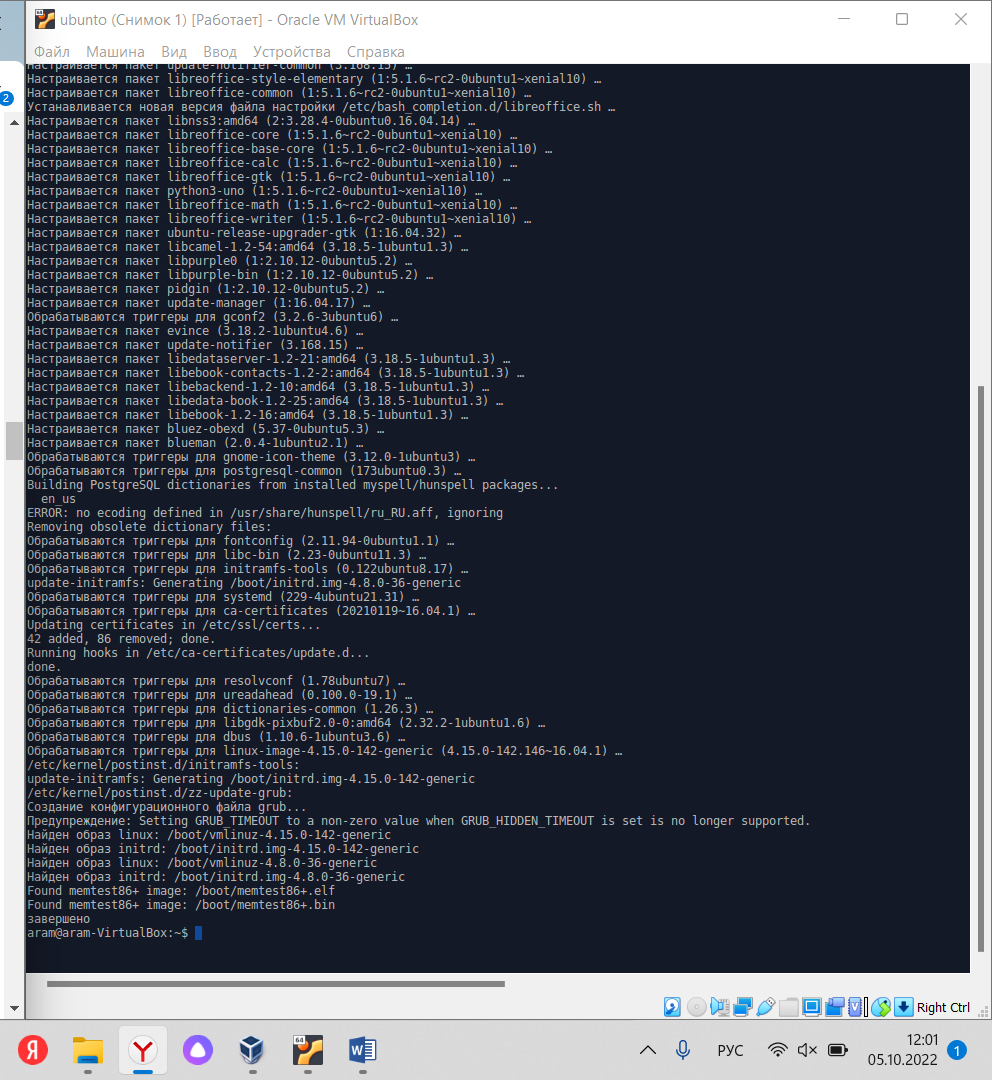 ubunto (Снимок 1) [Работает] - Oracle VM VirtualBox
Файл Машина Вид Ввод Устройства Справка
Настраивается пакет update-notifier-common (3.168.15) …
Настраивается пакет libreoffice-style-elementary (1:5.1.6~rc2-0ubuntu1~xenial10) …
Настраивается пакет libreoffice-common (1:5.1.6~rc2-0ubuntu1~xenial10) …
Устанавливается новая версия файла настройки /etc/bash_completion.d/libreoffice.sh …
Настраивается пакет libnss3:amd64 (2:3.28.4-0ubuntu0.16.04.14) …
Настраивается пакет libreoffice-core (1:5.1.6~rc2-0ubuntu1~xenial10) …
Настраивается пакет libreoffice-base-core (1:5.1.6~rc2-0ubuntu1~xenial10) …
Настраивается пакет libreoffice-calc (1:5.1.6~rc2-0ubuntu1~xenial10) …
Настраивается пакет libreoffice-gtk (1:5.1.6~rc2-0ubuntu1~xenial10) …
Настраивается пакет python3-uno (1:5.1.6~rc2-0ubuntu1~xenial10) …
Настраивается пакет libreoffice-math (1:5.1.6~rc2-0ubuntu1~xenial10) …
Настраивается пакет libreoffice-writer (1:5.1.6~rc2-0ubuntu1~xenial10) …
Настраивается пакет ubuntu-release-upgrader-gtk (1:16.04.32) …
Настраивается пакет libcamel-1.2-54:amd64 (3.18.5-1ubuntu1.3) …
Настраивается пакет libpurple0 (1:2.10.12-0ubuntu5.2) …
Настраивается пакет libpurple-bin (1:2.10.12-0ubuntu5.2) …
Настраивается пакет pidgin (1:2.10.12-0ubuntu5.2) …
Настраивается пакет update-manager (1:16.04.17) …
Обрабатываются триггеры для gconf2 (3.2.6-3ubuntu6) …
Настраивается пакет evince (3.18.2-1ubuntu4.6) …
Настраивается пакет update-notifier (3.168.15) …
Настраивается пакет libedataserver-1.2-21:amd64 (3.18.5-1ubuntu1.3) …
Настраивается пакет libebook-contacts-1.2-2:amd64 (3.18.5-1ubuntu1.3) …
Настраивается пакет libebackend-1.2-10:amd64 (3.18.5-1ubuntu1.3) …
Настраивается пакет libedata-book-1.2-25:amd64 (3.18.5-1ubuntu1.3) …
Настраивается пакет libebook-1.2-16:amd64 (3.18.5-1ubuntu1.3) …
Настраивается пакет bluez-obexd (5.37-0ubuntu5.3) …
Настраивается пакет blueman (2.0.4-1ubuntu2.1) …
Обрабатываются триггеры для gnome-icon-theme (3.12.0-1ubuntu3) …
Обрабатываются триггеры для postgresql-common (173ubuntu0.3) …
Building PostgreSQL dictionaries from installed myspell/hunspell packages...
en_us
ERROR: no ecoding defined in /usr/share/hunspell/ru_RU.aff, ignoring
Removing obsolete dictionary files:
Обрабатываются триггеры для fontconfig (2.11.94-0ubuntu1.1) …
Обрабатываются триггеры для libc-bin (2.23-0ubuntu11.3) …
Обрабатываются триггеры для initramfs-tools (0.122ubuntu8.17) …
update-initramfs: Generating /boot/initrd.img-4.8.0-36-generic
Обрабатываются триггеры для systemd (229-4ubuntu21.31) …
Обрабатываются триггеры для ca-certificates (20210119~16.04.1) …
Updating certificates in /etc/ssl/certs...
42 added, 86 removed; done.
Running hooks in /etc/ca-certificates/update.d...
done.
Обрабатываются триггеры для resolvconf (1.78ubuntu7) …
Обрабатываются триггеры для ureadahead (0.100.0-19.1) …
Обрабатываются триггеры для dictionaries-common (1.26.3) …
Обрабатываются триггеры для libgdk-pixbuf2.0-0:amd64 (2.32.2-1ubuntu1.6) …
Обрабатываются триггеры для dbus (1.10.6-1ubuntu3.6) …
Обрабатываются триггеры для linux-image-4.15.0-142-generic (4.15.0-142.146~16.04.1) …
/etc/kernel/postinst.d/initramfs-tools:
update-initramfs: Generating /boot/initrd.img-4.15.0-142-generic
/etc/kernel/postinst.d/zz-update-grub:
Создание конфигурационного файла grub...
Предупреждение: Setting GRUB_TIMEOUT to a non-zero value when GRUB_HIDDEN_TIMEOUT is set is no longer supported.
Найден образ linux: /boot/vmlinuz-4.15.0-142-generic
Найден образ initrd: /boot/initrd.img-4.15.0-142-generic
Найден образ linux: /boot/vmlinuz-4.8.0-36-generic
Найден образ initrd: /boot/initrd.img-4.8.0-36-generic
Found memtest86+ image: /boot/memtest86+.elf
Found memtest86+ image: /boot/memtest86+.bin
завершено
aram@aram-VirtualBox:~$
2
Right Ctrl
Я
64
РУС
12:01
05.10.2022
1